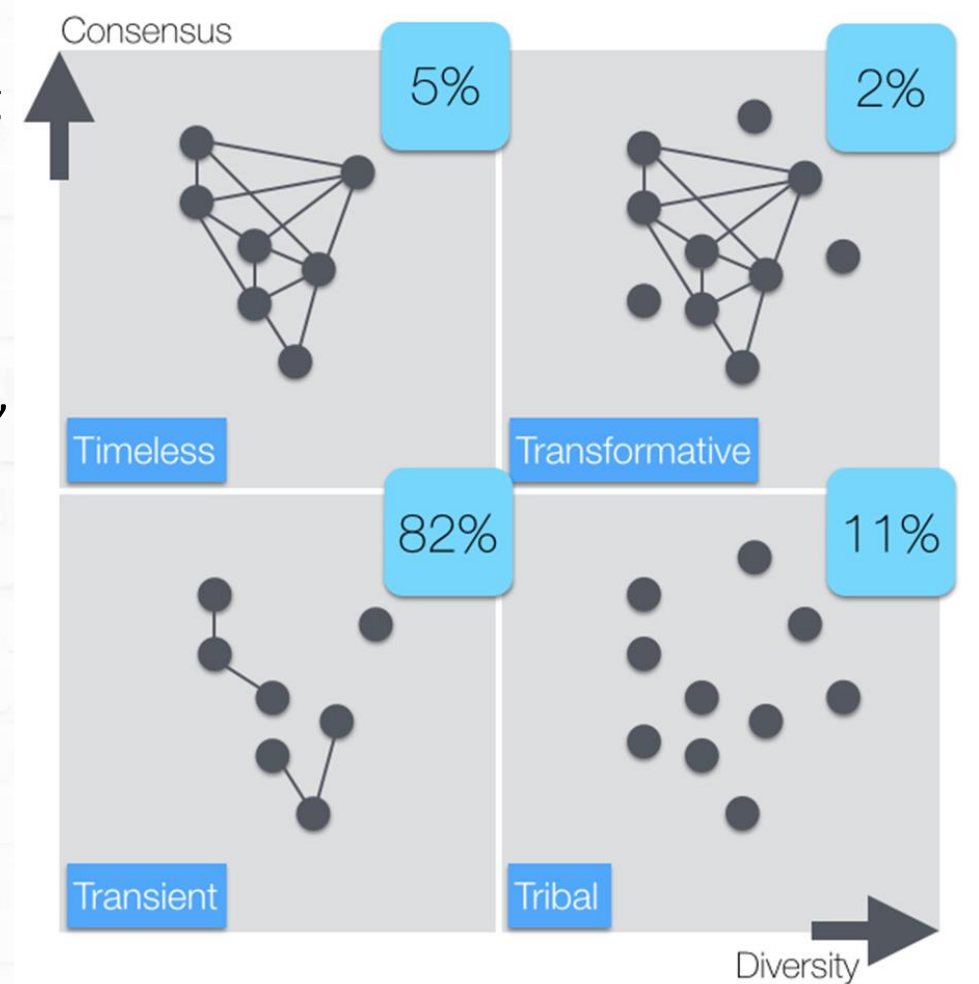 Consensus
5%
2%
Timeless
Transformative
82%
11%
Transient
Tribal
Diversity